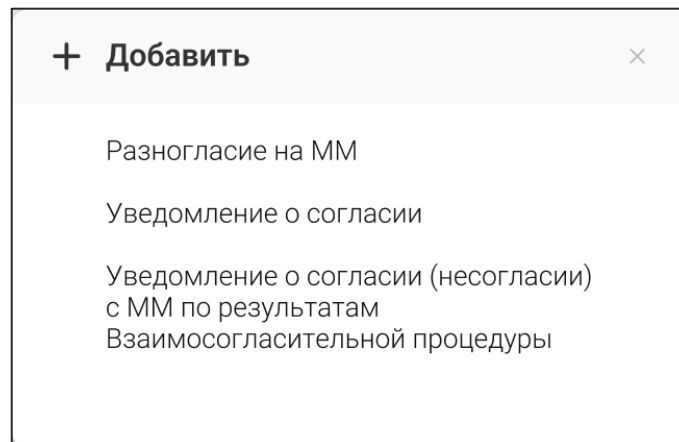 Добавить
Разногласие на ММ
Уведомление о согласии
Уведомление о согласии (несогласии)
с ММ по результатам
Взаимосогласительной процедуры